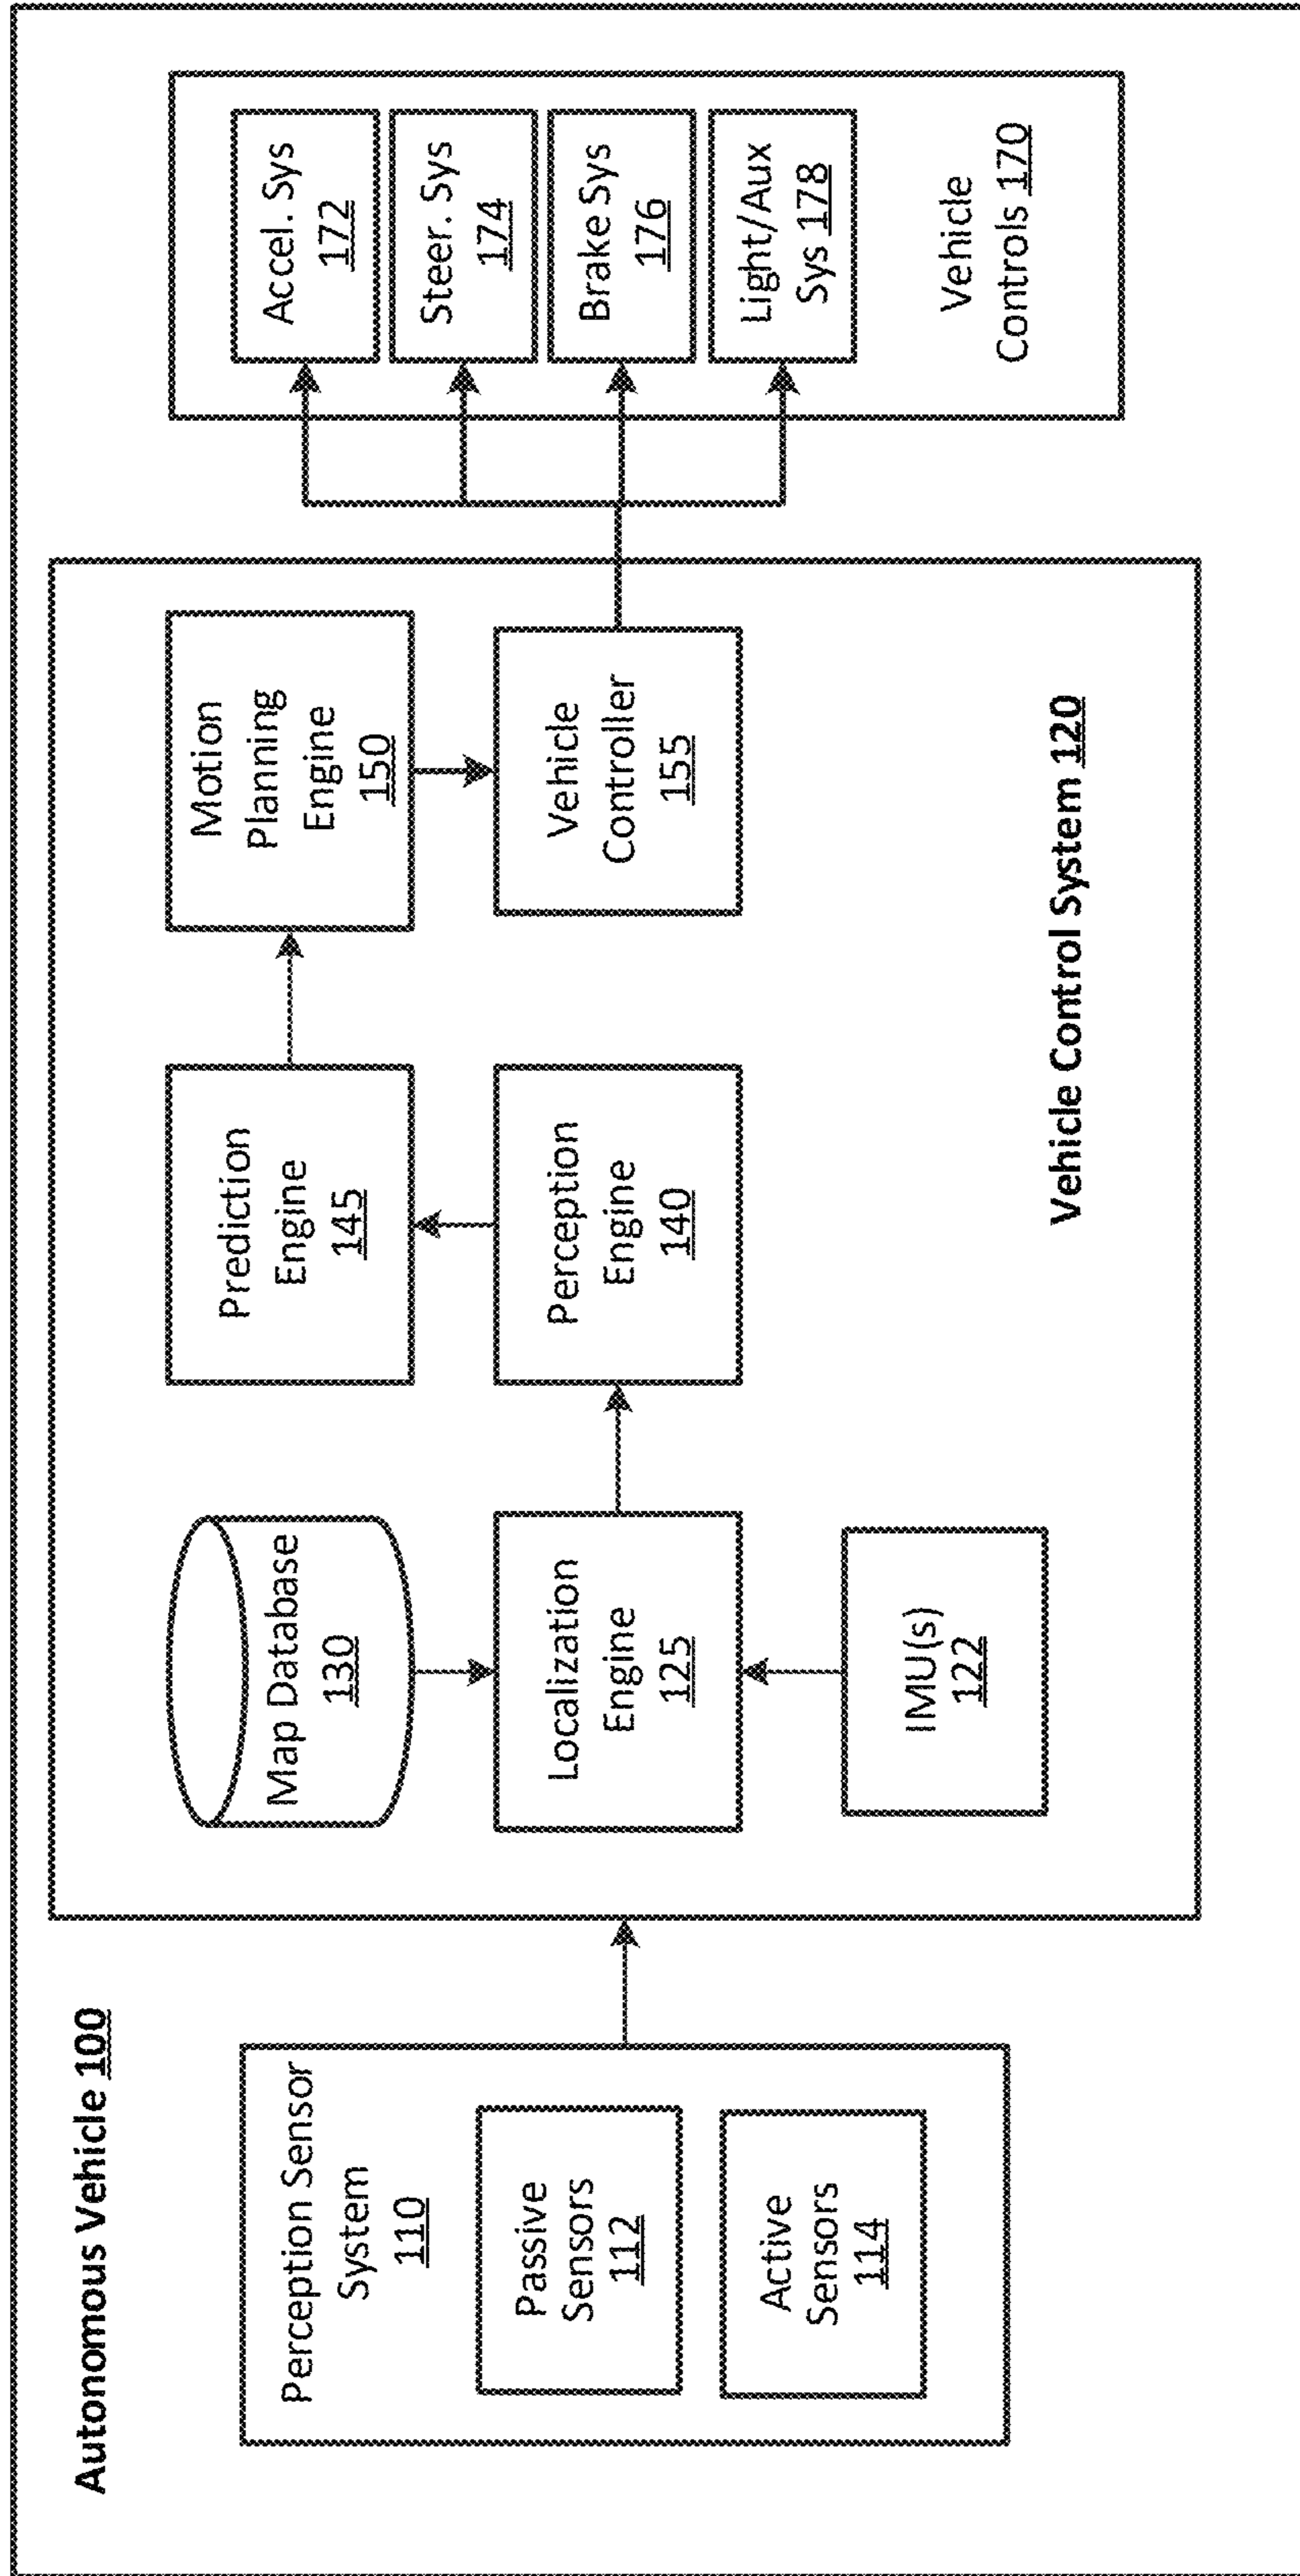 Autonomous Vehicle 100
Perception Sensor
System
110
Passive
Sensors
112
Active
Sensors
114
Map Database
130
Localization
Engine
125
IMU(s)
122
Prediction
Engine
145
Perception
Engine
140
Motion
Planning
Engine
150
Vehicle
Controller
155
Vehicle Control System 120
Accel. Sys
172
Steer. Sys
174
Brake Sys
176
Light/Aux
Sys 178
Vehicle
Controls 170